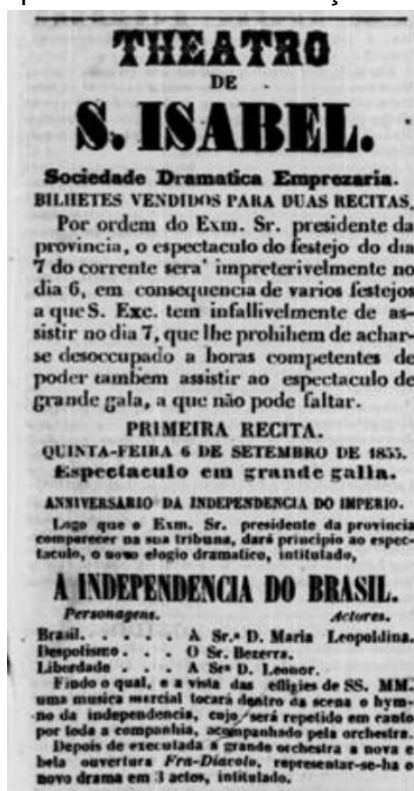 THEATRO
DE
S. ISABEL.
Sociedade Dramatica Emprezaria.
BILHETES VENDIDOS PARA DUAS RECITAS.
Por ordem do Exm. Sr. presidente da
provincia, o espectaculo do festejo do dia
7 do corrente sera' impreterivelmente no
dia 6, em consequencia de varios festejos
a que S. Exc. tem infallivelmente de as-
sistir no dia 7, que lhe prohibem de achar-
se desoccupado a horas competentes de
poder tambem assistir ao espectaculo de
grande gala, a que não pode faltar.
PRIMEIRA RECITA.
QUINTA-FEIRA 6 DE SETEMBRO DE 1855.
Espectaculo em grande galla.
ANNIVERSARIO DA INDEPENDENCIA DO IMPERIO.
Logo que o Exm. Sr. presidente da provincia
comparecer na sua tribuna, dará principio ao espec-
taculo, o novo elogio dramatico, intitulado,
A INDEPENDENCIA DO BRASIL.
Personagens. Actores.
Brasil. . . . . A Sr.ª D. Maria Leopoldina.
Despotismo . . . O Sr. Bezerra.
Liberdade . . . A Srª D. Leonor.
Findo o qual, e a vista das effigies de SS. MM.
uma musica marcial tocará dentro da scena o hym-
no da independencia, cujo será repetido em canto
por toda a companhia, acompanhado pela orchestra.
Depois de executada a grande orchestra a nova e
bela ouvertura Fra-Diacolo, representar-se-ha o
novo drama em 3 actos, intitulado.